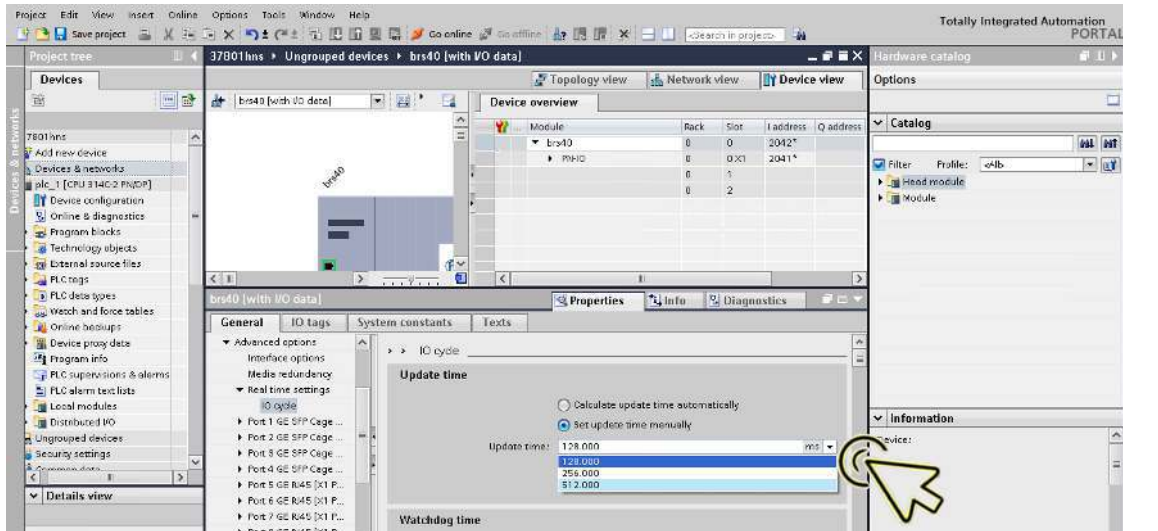 Project Edit View Insert Online Options Tools Window Help
Totally Integrated Automation
PORTAL
Save project Go online Go offline <Search in project>
Project tree
37801hns Ungrouped devices brs40 [with I/O data]
Hardware catalog
Devices
Topology view Network view Device view
Options
Devices & networks
brs40 [with I/O data]
Device overview
Module Rack Slot I address Q address
brs40 0 0 2042*
PN-IO 0 0 X1 2041*
0 1
0 2
brs40
Catalog
Filter Profile: <All>
Head module
Module
7801hns
Add new device
Devices & networks
plc_1 [CPU 314C-2 PN/DP]
Device configuration
Online & diagnostics
Program blocks
Technology objects
External source files
PLC tags
PLC data types
Watch and force tables
Online backups
Device proxy data
Program info
PLC supervisions & alarms
PLC alarm text lists
Local modules
Distributed I/O
Ungrouped devices
Security settings
Common data
Details view
brs40 [with I/O data]
Properties Info Diagnostics
General IO tags System constants Texts
Advanced options
Interface options
Media redundancy
Real time settings
IO cycle
Port 1 GE SFP Cage ...
Port 2 GE SFP Cage ...
Port 3 GE SFP Cage ...
Port 4 GE SFP Cage ...
Port 5 GE RJ45 [X1 P...
Port 6 GE RJ45 [X1 P...
Port 7 GE RJ45 [X1 P...
IO cycle
Update time
Calculate update time automatically
Set update time manually
Update time: 128.000 ms
128.000
256.000
512.000
Watchdog time
Information
Device: